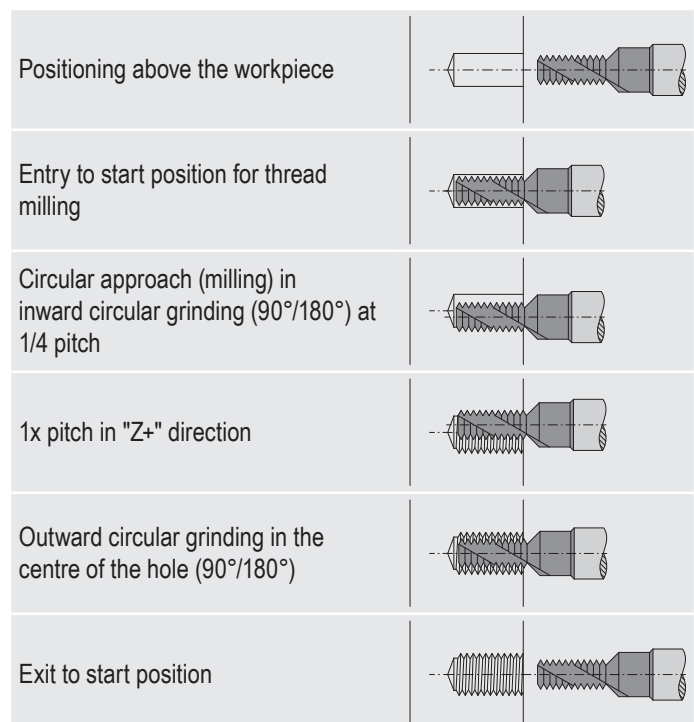 Positioning above the workpiece
Entry to start position for thread
milling
Circular approach (milling) in
inward circular grinding (90°/180°) at
1/4 pitch
1x pitch in "Z+" direction
Outward circular grinding in the
centre of the hole (90°/180°)
Exit to start position